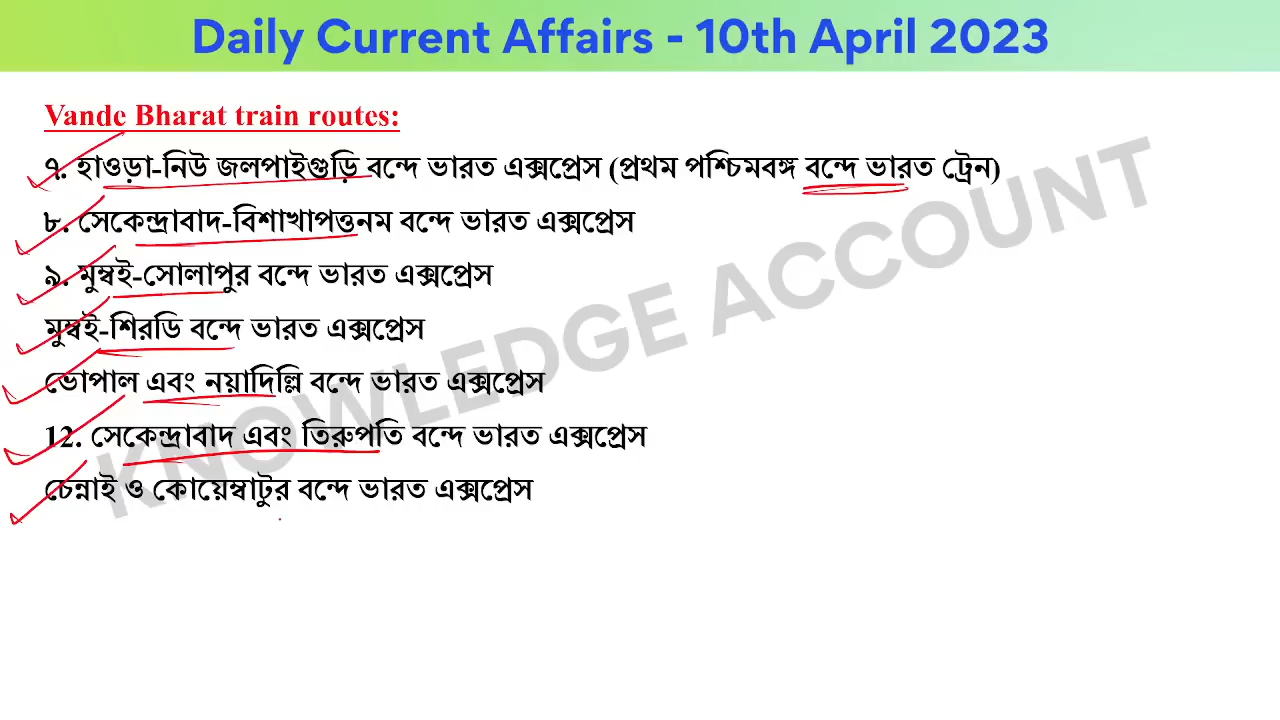 Daily Current Affairs - 10th April 2023
Vande Bharat train routes:
৭. হাওড়া-নিউ জলপাইগুড়ি বন্দে ভারত এক্সপ্রেস (প্রথম পশ্চিমবঙ্গ বন্দে ভারত ট্রেন)
৮. সেকেন্দ্রাবাদ-বিশাখাপত্তনম বন্দে ভারত এক্সপ্রেস
৯. মুম্বই-সোলাপুর বন্দে ভারত এক্সপ্রেস
মুম্বই-শিরডি বন্দে ভারত এক্সপ্রেস
ভোপাল এবং নয়াদিল্লি বন্দে ভারত এক্সপ্রেস
12. সেকেন্দ্রাবাদ এবং তিরুপতি বন্দে ভারত এক্সপ্রেস
চেন্নাই ও কোয়েম্বাটুর বন্দে ভারত এক্সপ্রেস
KNOWLEDGE ACCOUNT